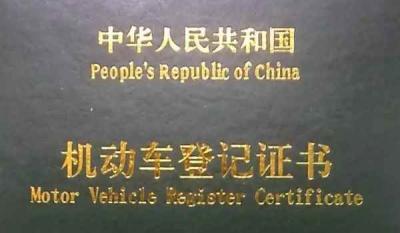 中华人民共和国
People's Republic of China
机动车登记证书
Motor Vehicle Register Certificate